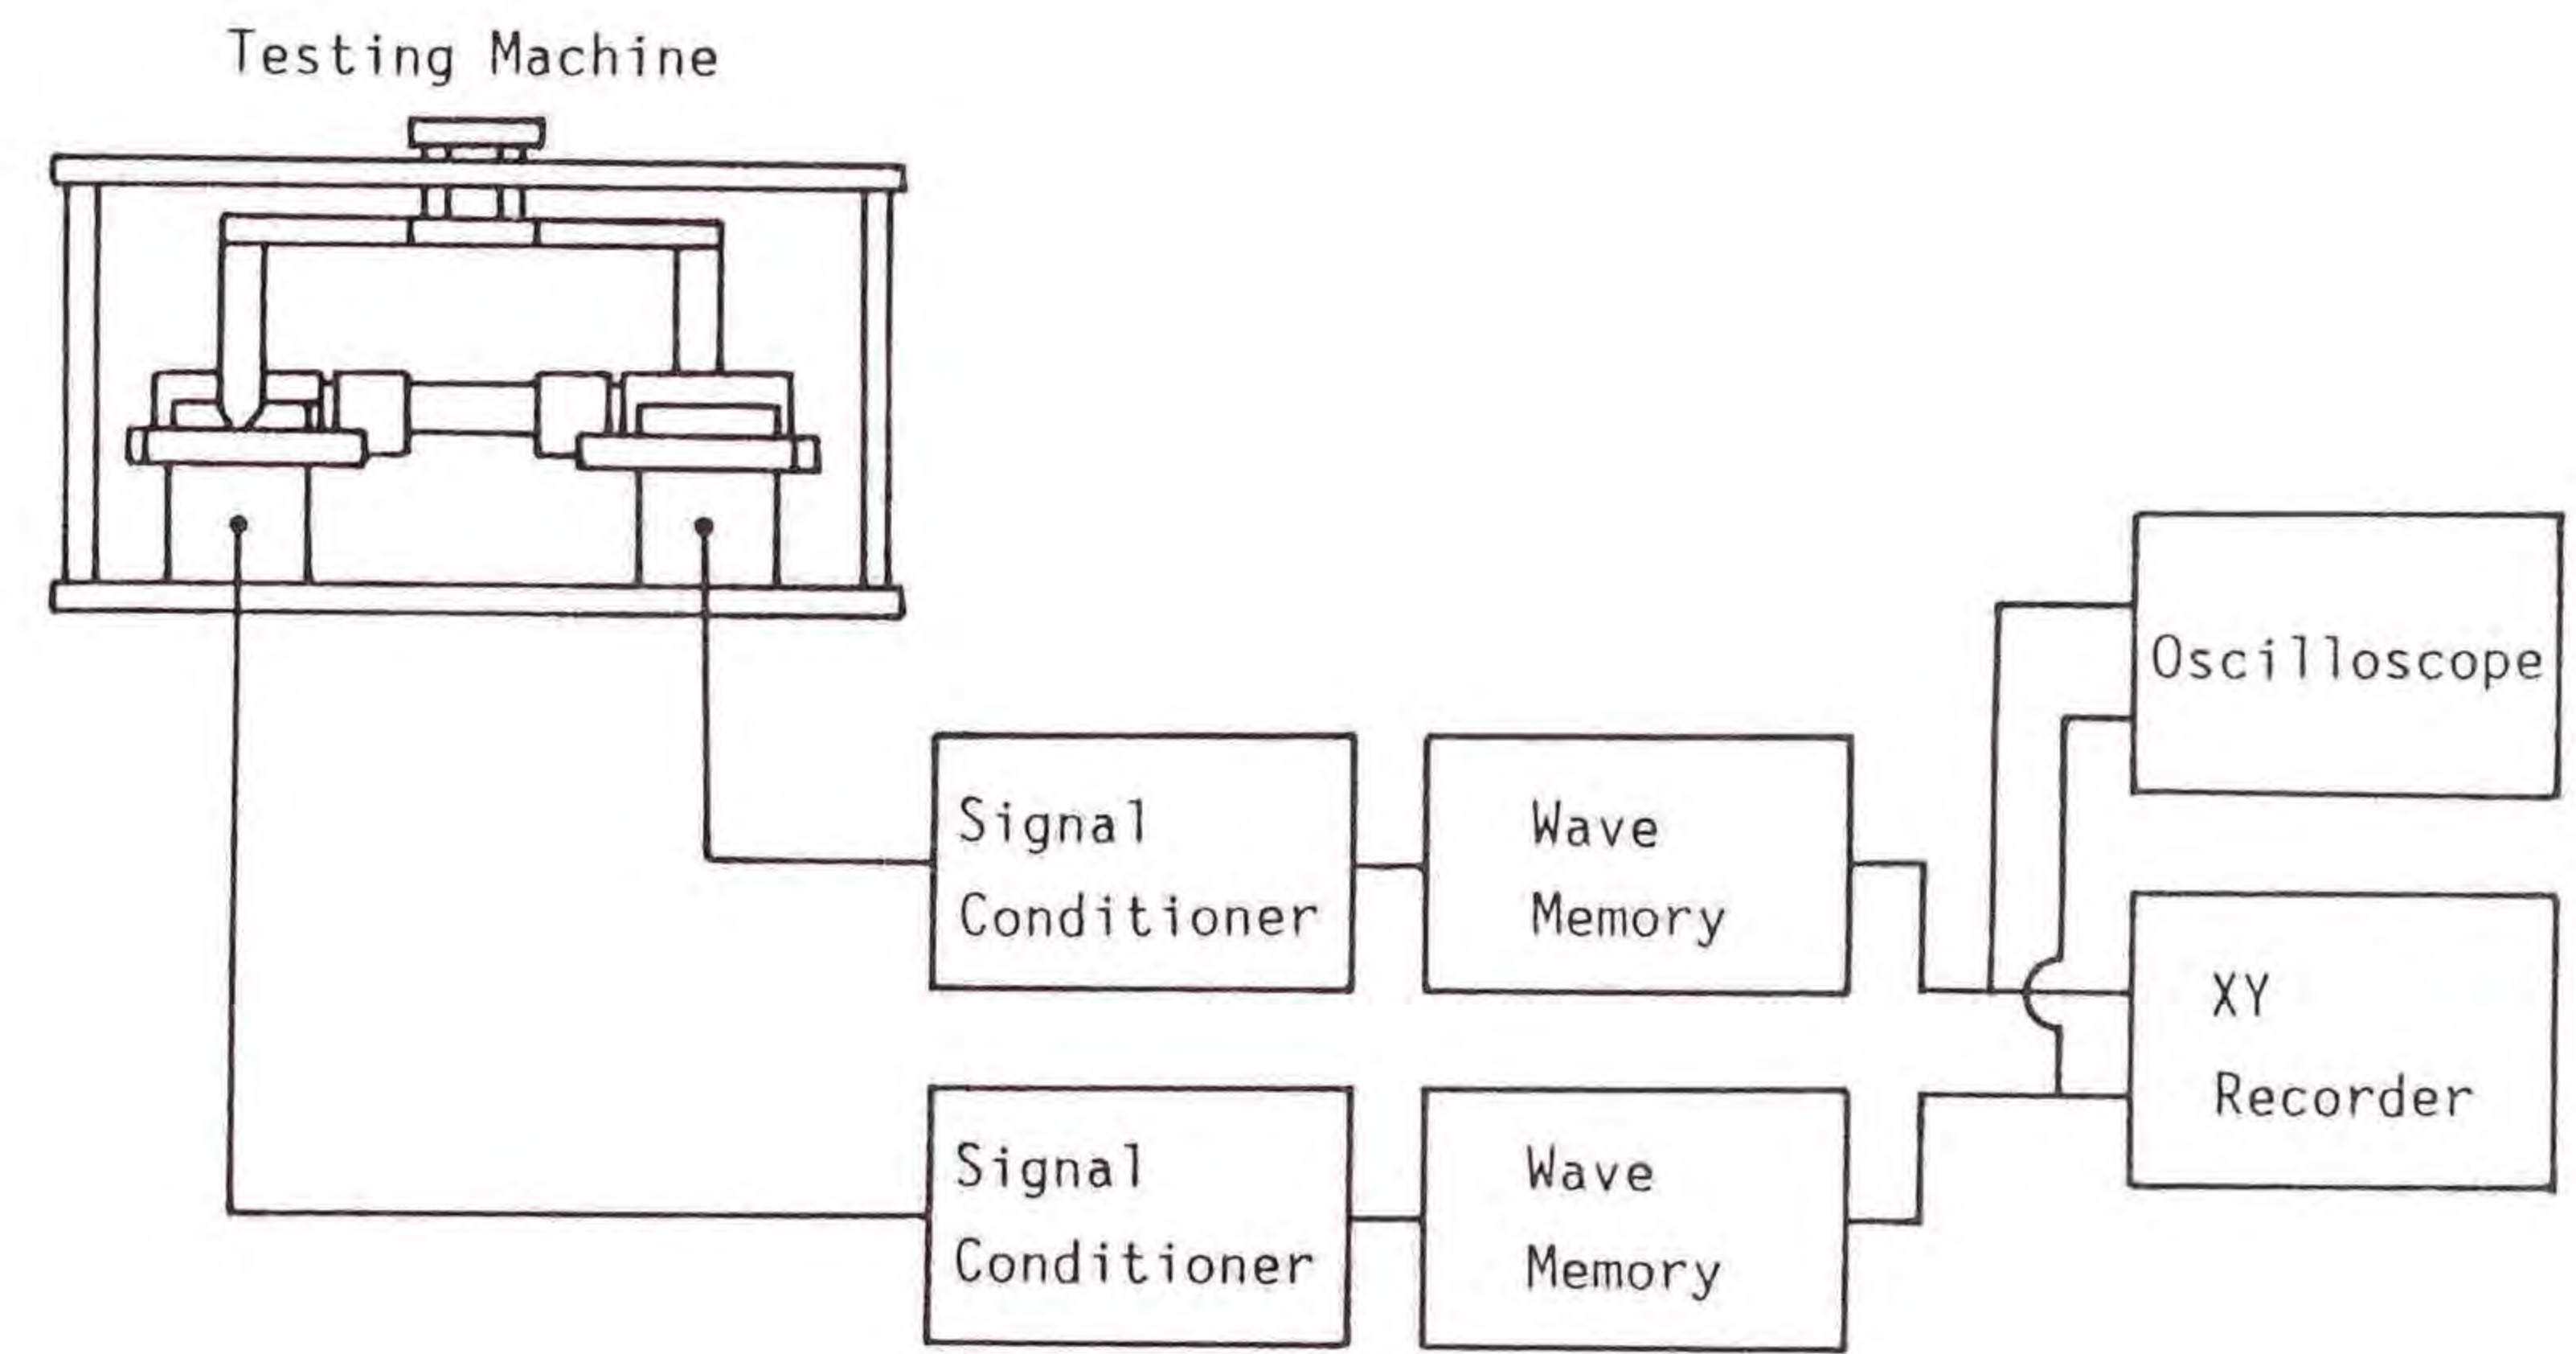 Testing Machine
Oscilloscope
Signal
Conditioner
Wave
Memory
XY
Recorder
Signal
Conditioner
Wave
Memory